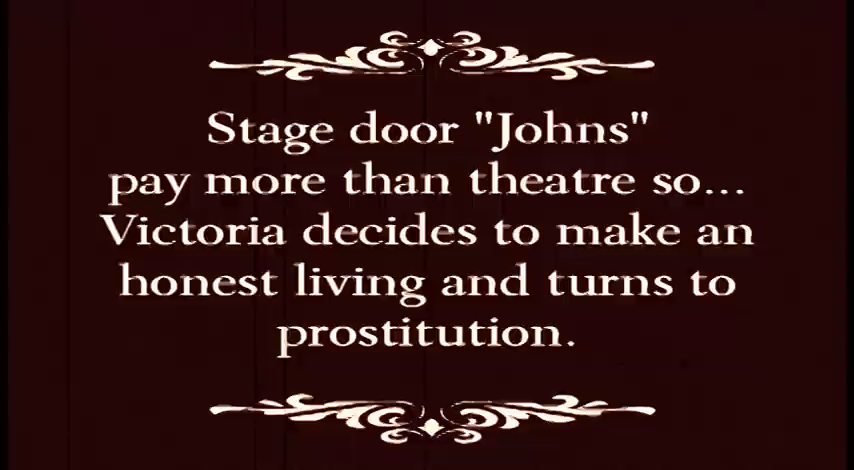 Stage door "Johns"
pay more than theatre so...
Victoria decides to make an
honest living and turns to
prostitution.